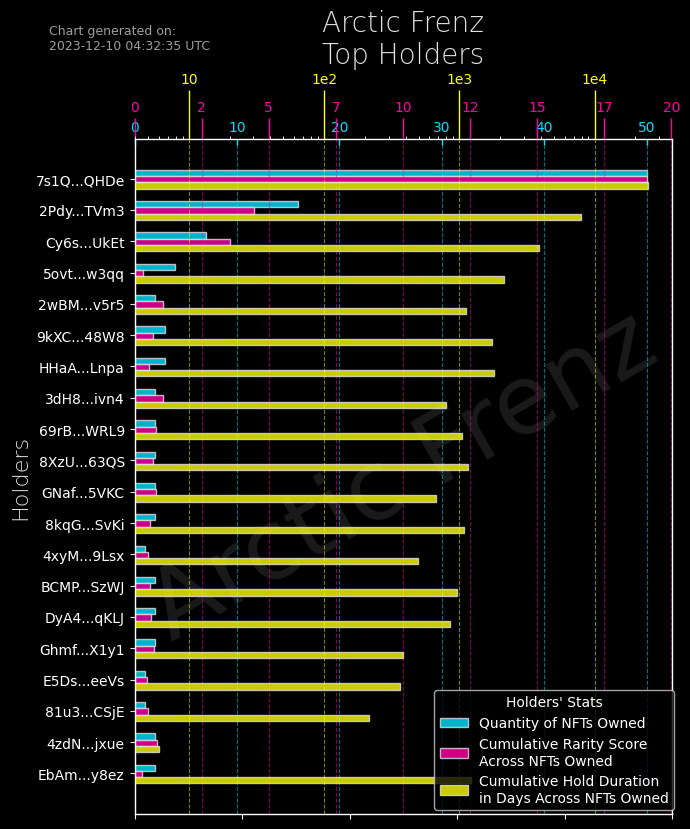 Chart generated on:
2023-12-10 04:32:35 UTC
Arctic Frenz
Top Holders
10 1e2 1e3 1e4
0 2 5 7 10 12 15 17 20
0 10 20 30 40 50
Holders
7s1Q...QHDe
2Pdy...TVm3
Cy6s...UkEt
5ovt...w3qq
2wBM...v5r5
9kXC...48W8
HHaA...Lnpa
3dH8...ivn4
69rB...WRL9
8XzU...63QS
GNaf...5VKC
8kqG...SvKi
4xyM...9Lsx
BCMP...SzWJ
DyA4...qKLJ
Ghmf...X1y1
E5Ds...eeVs
81u3...CSjE
4zdN...jxue
EbAm...y8ez
Arctic Frenz
Holders' Stats
Quantity of NFTs Owned
Cumulative Rarity Score
Across NFTs Owned
Cumulative Hold Duration
in Days Across NFTs Owned